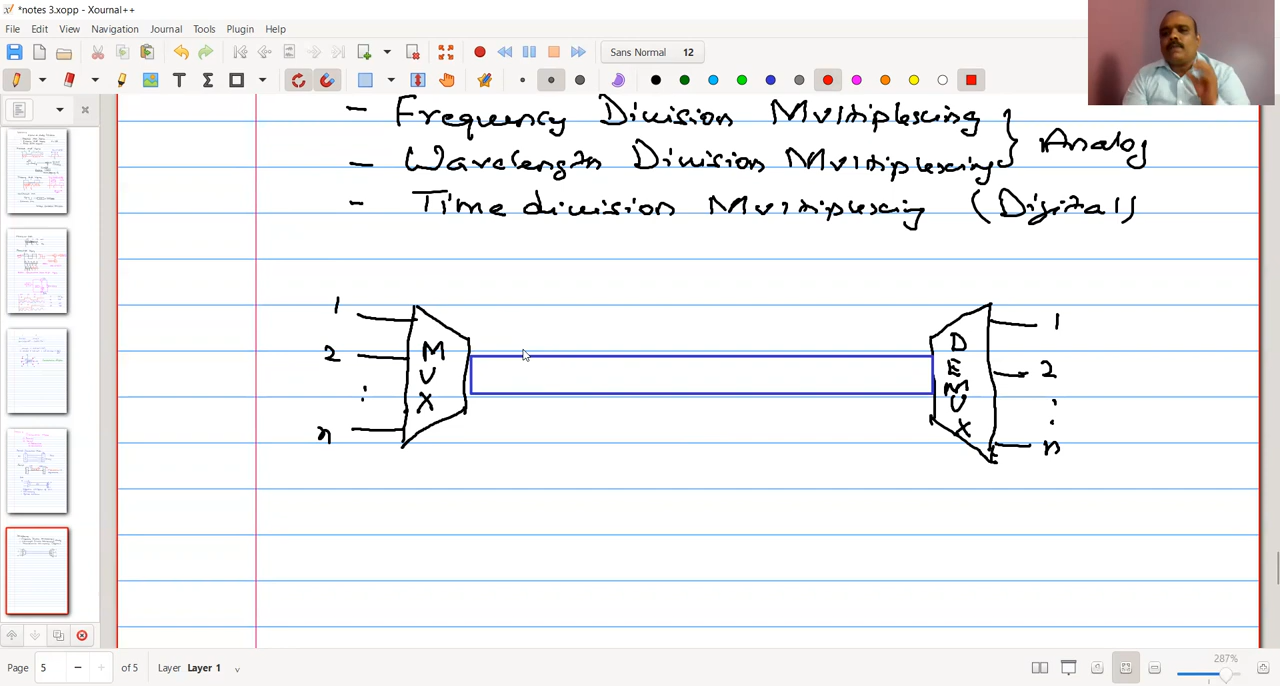 *notes 3.xopp - Xournal++
File Edit View Navigation Journal Tools Plugin Help
Sans Normal 12
- Frequency Division Multiplexing
- Wavelength Division Multiplexing } Analog
- Time division Multiplexing (Digital)
1 1
2 2
: :
n n
MUX
DEMUX
Page 5 of 5 Layer Layer 1
287%